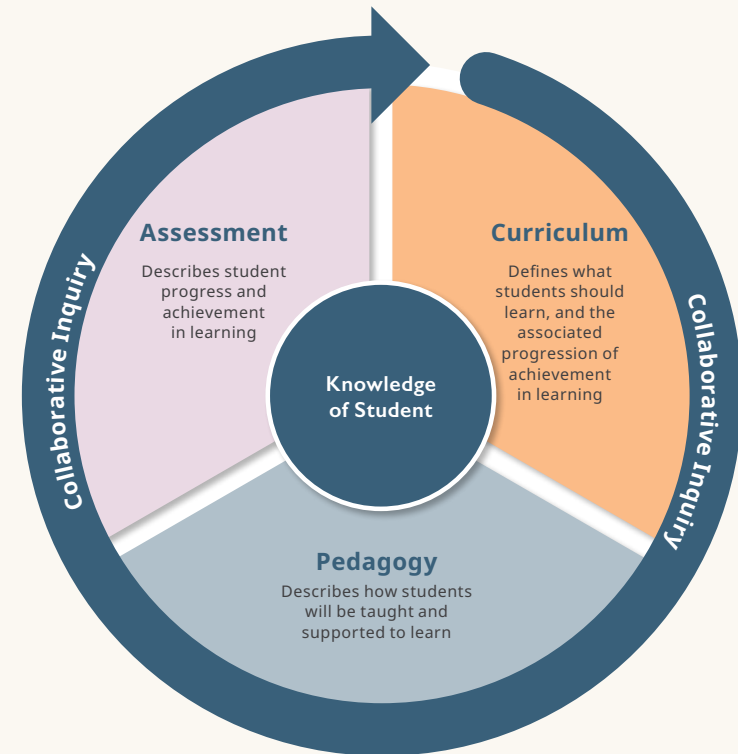 Assessment
Describes student
progress and
achievement
in learning
Curriculum
Defines what
students should
learn, and the
associated
progression of
achievement
in learning
Knowledge
of Student
Pedagogy
Describes how students
will be taught and
supported to learn
Collaborative Inquiry
Collaborative Inquiry